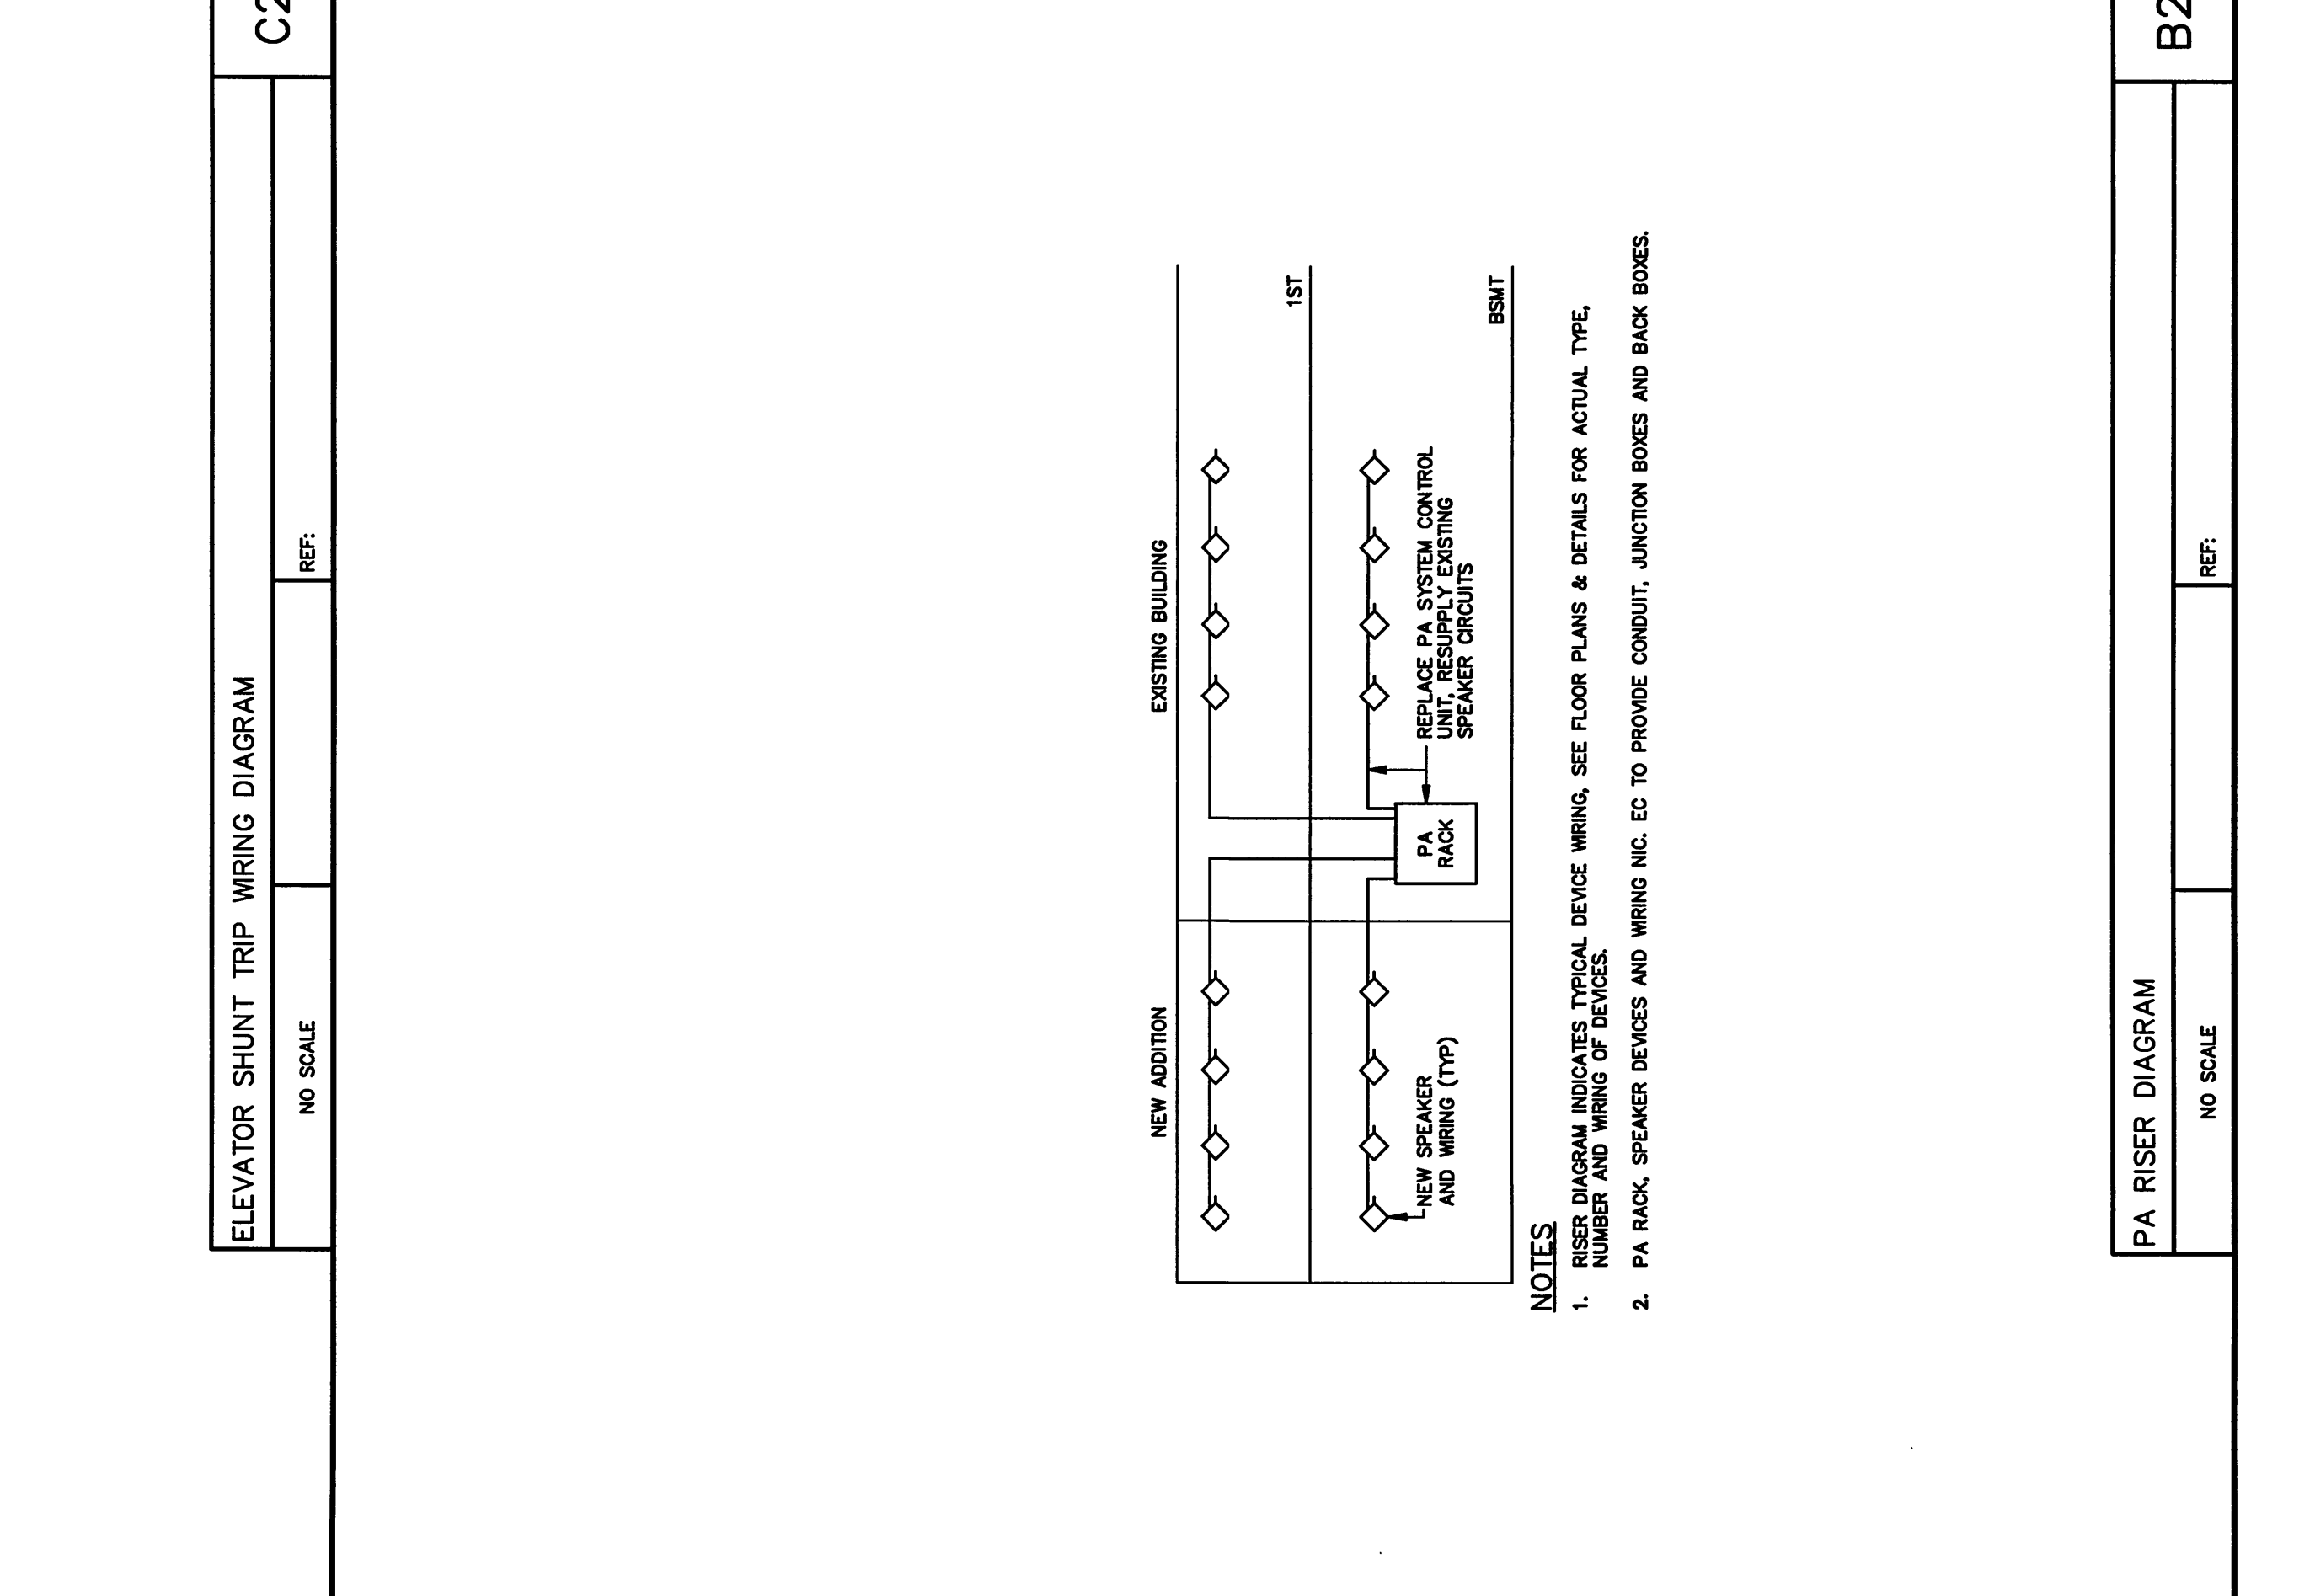 ELEVATOR SHUNT TRIP WIRING DIAGRAM
C2
NO SCALE
REF:
NEW ADDITION
EXISTING BUILDING
1ST
NEW SPEAKER
AND WIRING (TYP)
PA
RACK
REPLACE PA SYSTEM CONTROL
UNIT, RESUPPLY EXISTING
SPEAKER CIRCUITS
BSMT
NOTES
1. RISER DIAGRAM INDICATES TYPICAL DEVICE WIRING, SEE FLOOR PLANS & DETAILS FOR ACTUAL TYPE,
NUMBER AND WIRING OF DEVICES.
2. PA RACK, SPEAKER DEVICES AND WIRING NIC. EC TO PROVIDE CONDUIT, JUNCTION BOXES AND BACK BOXES.
PA RISER DIAGRAM
B2
NO SCALE
REF: